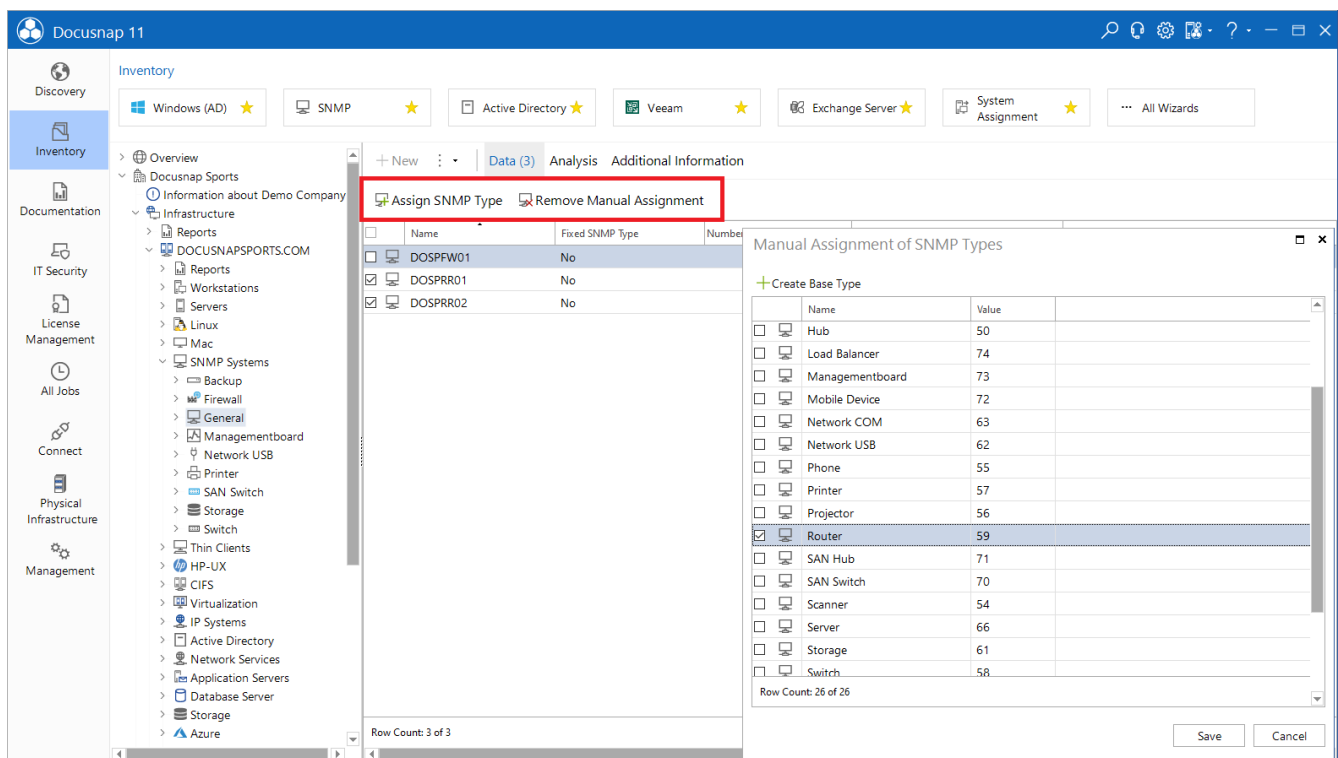 Docusnap 11
Discovery
Inventory
Documentation
IT Security
License
Management
All Jobs
Connect
Physical
Infrastructure
Management
Inventory
Windows (AD)
SNMP
Active Directory
Veeam
Exchange Server
System
Assignment
All Wizards
Overview
Docusnap Sports
Information about Demo Company
Infrastructure
Reports
DOCUSNAPSPORTS.COM
Reports
Workstations
Servers
Linux
Mac
SNMP Systems
Backup
Firewall
General
Managementboard
Network USB
Printer
SAN Switch
Storage
Switch
Thin Clients
HP-UX
CIFS
Virtualization
IP Systems
Active Directory
Network Services
Application Servers
Database Server
Storage
Azure
New Data (3) Analysis Additional Information
Assign SNMP Type Remove Manual Assignment
Name Fixed SNMP Type Number
DOSPFW01 No
DOSPRR01 No
DOSPRR02 No
Row Count: 3 of 3
Manual Assignment of SNMP Types
Create Base Type
Name Value
Hub 50
Load Balancer 74
Managementboard 73
Mobile Device 72
Network COM 63
Network USB 62
Phone 55
Printer 57
Projector 56
Router 59
SAN Hub 71
SAN Switch 70
Scanner 54
Server 66
Storage 61
Switch 58
Row Count: 26 of 26
Save Cancel